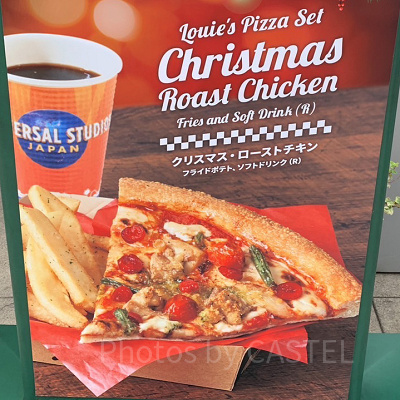 Louie's Pizza Set
Christmas
Roast Chicken
Fries and Soft Drink (R)
クリスマス・ローストチキン
フライドポテト、ソフトドリンク (R)
ERSAL STUDIO
JAPAN
Photos by CASTEL